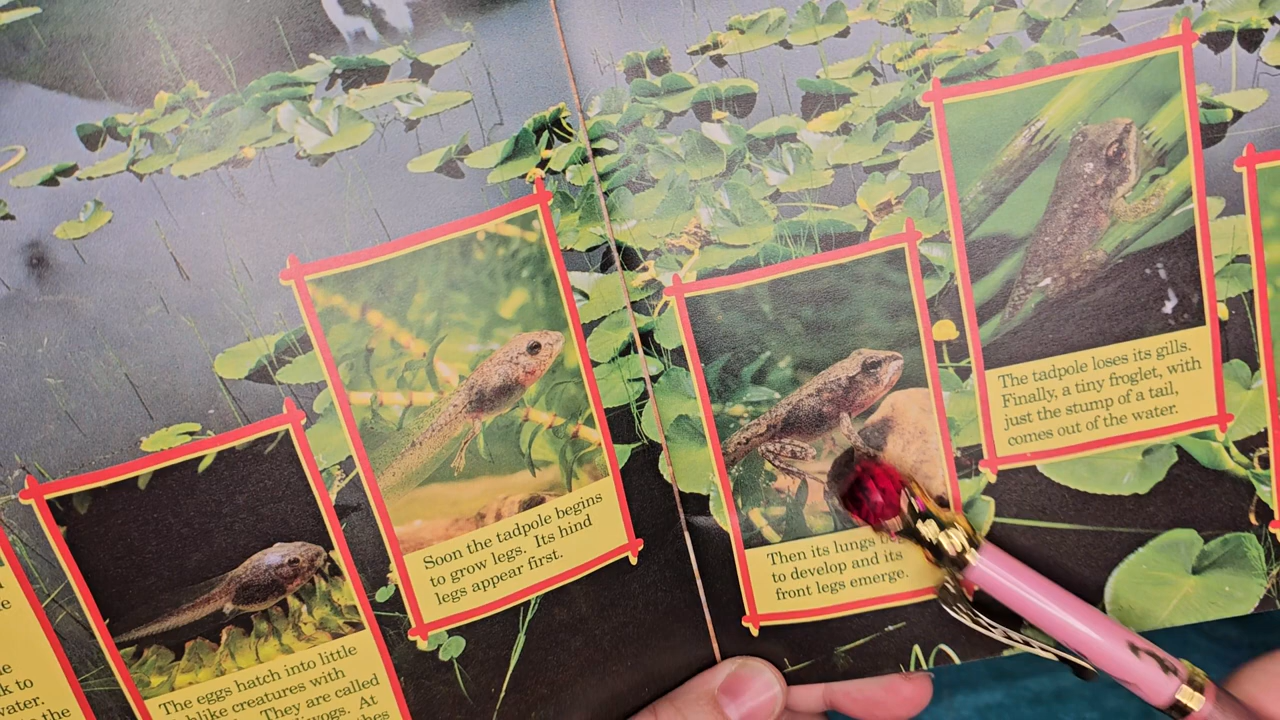 k to
water.
the
The eggs hatch into little
creatures with
They are called
At
Soon the tadpole begins
to grow legs. Its hind
legs appear first.
Then its lungs
to develop and its
front legs emerge.
The tadpole loses its gills.
Finally, a tiny froglet, with
just the stump of a tail,
comes out of the water.